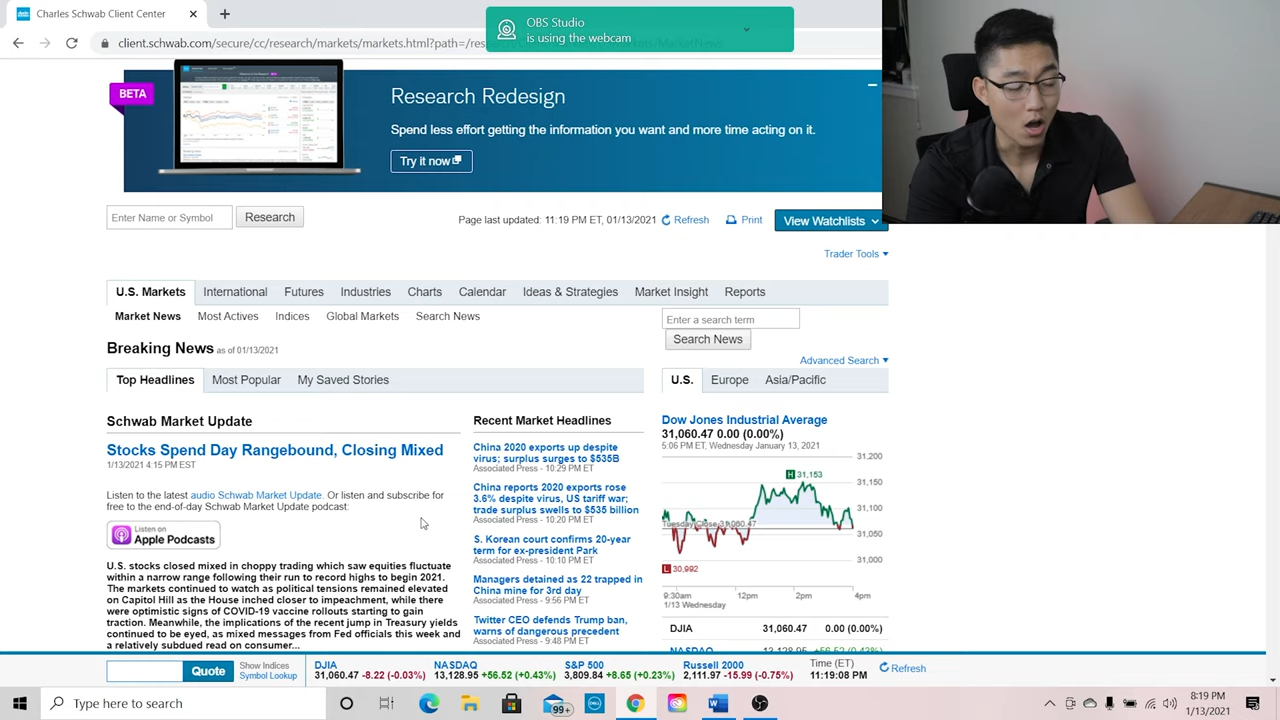 Charles Schwab Client Center
OBS Studio
is using the webcam
client.schwab.com/secure/cc/research/markets/markets.html?path=/res
BETA
Research Redesign
Spend less effort getting the information you want and more time acting on it.
Try it now
Enter Name or Symbol
Research
Page last updated: 11:19 PM ET, 01/13/2021
Refresh
Print
View Watchlists
Trader Tools
U.S. Markets
International
Futures
Industries
Charts
Calendar
Ideas & Strategies
Market Insight
Reports
Market News
Most Actives
Indices
Global Markets
Search News
Enter a search term
Search News
Breaking News as of 01/13/2021
Advanced Search
Top Headlines
Most Popular
My Saved Stories
U.S.
Europe
Asia/Pacific
Schwab Market Update
Stocks Spend Day Rangebound, Closing Mixed
1/13/2021 4:15 PM EST
Listen to the latest audio Schwab Market Update. Or listen and subscribe for
free to the end-of-day Schwab Market Update podcast:
Listen on
Apple Podcasts
U.S. stocks closed mixed in choppy trading which saw equities fluctuate
within a narrow range following their run to record highs to begin 2021.
The markets continued to watch as political tensions remained elevated
on Capitol Hill as the House inched closer to impeachment, while there
were optimistic signs of COVID-19 vaccine rollouts starting to gain
traction. Meanwhile, the implications of the recent jump in Treasury yields
continued to be eyed, as mixed messages from Fed officials this week and
a relatively subdued read on consumer...
Recent Market Headlines
China 2020 exports up despite
virus; surplus surges to $535B
Associated Press - 10:29 PM ET
China reports 2020 exports rose
3.6% despite virus, US tariff war;
trade surplus swells to $535 billion
Associated Press - 10:20 PM ET
S. Korean court confirms 20-year
term for ex-president Park
Associated Press - 10:10 PM ET
Managers detained as 22 trapped in
China mine for 3rd day
Associated Press - 9:56 PM ET
Twitter CEO defends Trump ban,
warns of dangerous precedent
Associated Press - 9:48 PM ET
Dow Jones Industrial Average
31,060.47 0.00 (0.00%)
5:06 PM ET, Wednesday January 13, 2021
31,200
H 31,153
31,150
31,100
Tuesday Close 31,060.47
31,050
31,000
L 30,992
9:30am
12pm
2pm
4pm
1/13 Wednesday
DJIA 31,060.47 0.00 (0.00%)
NASDAQ 13,128.95 +56.52 (0.43%)
Quote
Show Indices
Symbol Lookup
DJIA
31,060.47 -8.22 (-0.03%)
NASDAQ
13,128.95 +56.52 (+0.43%)
S&P 500
3,809.84 +8.65 (+0.23%)
Russell 2000
2,111.97 -15.99 (-0.75%)
Time (ET)
11:19:08 PM
Refresh
Type here to search
99+
8:19 PM
1/13/2021